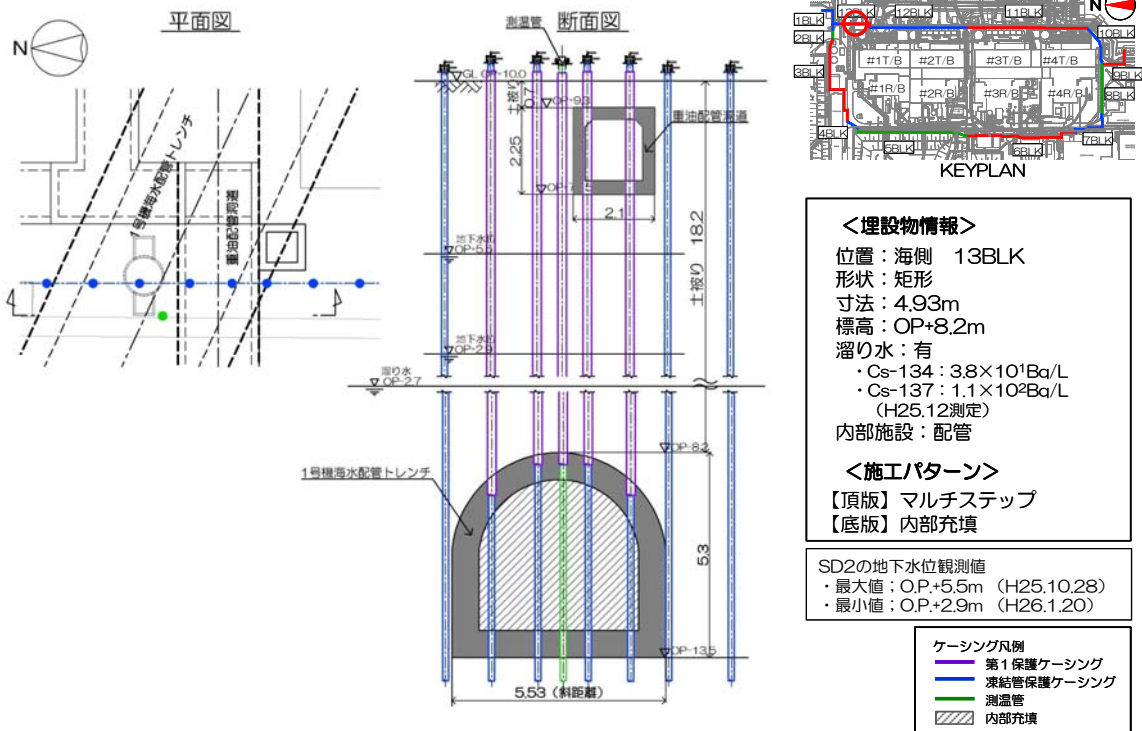 平面図
N
1号機海水配管トレンチ
重油配管洞道
断面図
測温管
GL OP+10.0
土被り
0.7
OP+9.3
重油配管洞道
2.25
2.1
地下水位
OP+5.5
土被り 18.2
地下水位
OP+2.9
溜り水
OP-2.7
OP-8.2
1号機海水配管トレンチ
5.3
OP-13.5
5.53（斜距離）
N
1BLK
12BLK
11BLK
2BLK
10BLK
3BLK
#1T/B
#2T/B
#3T/B
#4T/B
9BLK
#1R/B
#2R/B
#3R/B
#4R/B
8BLK
4BLK
5BLK
6BLK
7BLK
KEYPLAN
＜埋設物情報＞
位置：海側 13BLK
形状：矩形
寸法：4.93m
標高：OP+8.2m
溜り水：有
・Cs-134：3.8×10¹Bq/L
・Cs-137：1.1×10²Bq/L
（H25.12測定）
内部施設：配管
＜施工パターン＞
【頂版】マルチステップ
【底版】内部充填
SD2の地下水位観測値
・最大値；O.P.+5.5m （H25.10.28）
・最小値；O.P.+2.9m （H26.1.20）
ケーシング凡例
第1保護ケーシング
凍結管保護ケーシング
測温管
内部充填